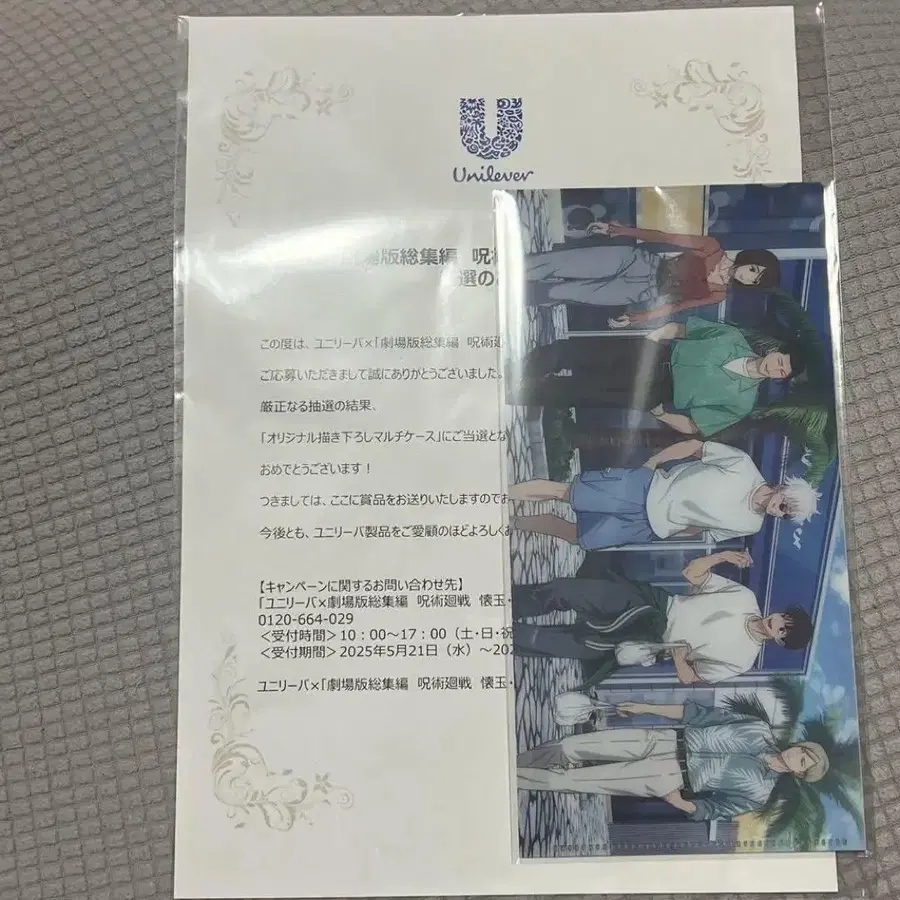 Unilever
劇場版総集編 呪術
選の
この度は、ユニリーバ×「劇場版総集編 呪術廻
ご応募いただきまして誠にありがとうございました。
厳正なる抽選の結果、
「オリジナル描き下ろしマルチケース」にご当選とな
おめでとうございます！
つきましては、ここに賞品をお送りいたしますのでお
今後とも、ユニリーバ製品をご愛顧のほどよろしくお
【キャンペーンに関するお問い合わせ先】
「ユニリーバ×劇場版総集編 呪術廻戦 懐玉・
0120-664-029
＜受付時間＞10：00～17：00（土・日・祝
＜受付期間＞2025年5月21日（水）～202
ユニリーバ×「劇場版総集編 呪術廻戦 懐玉・